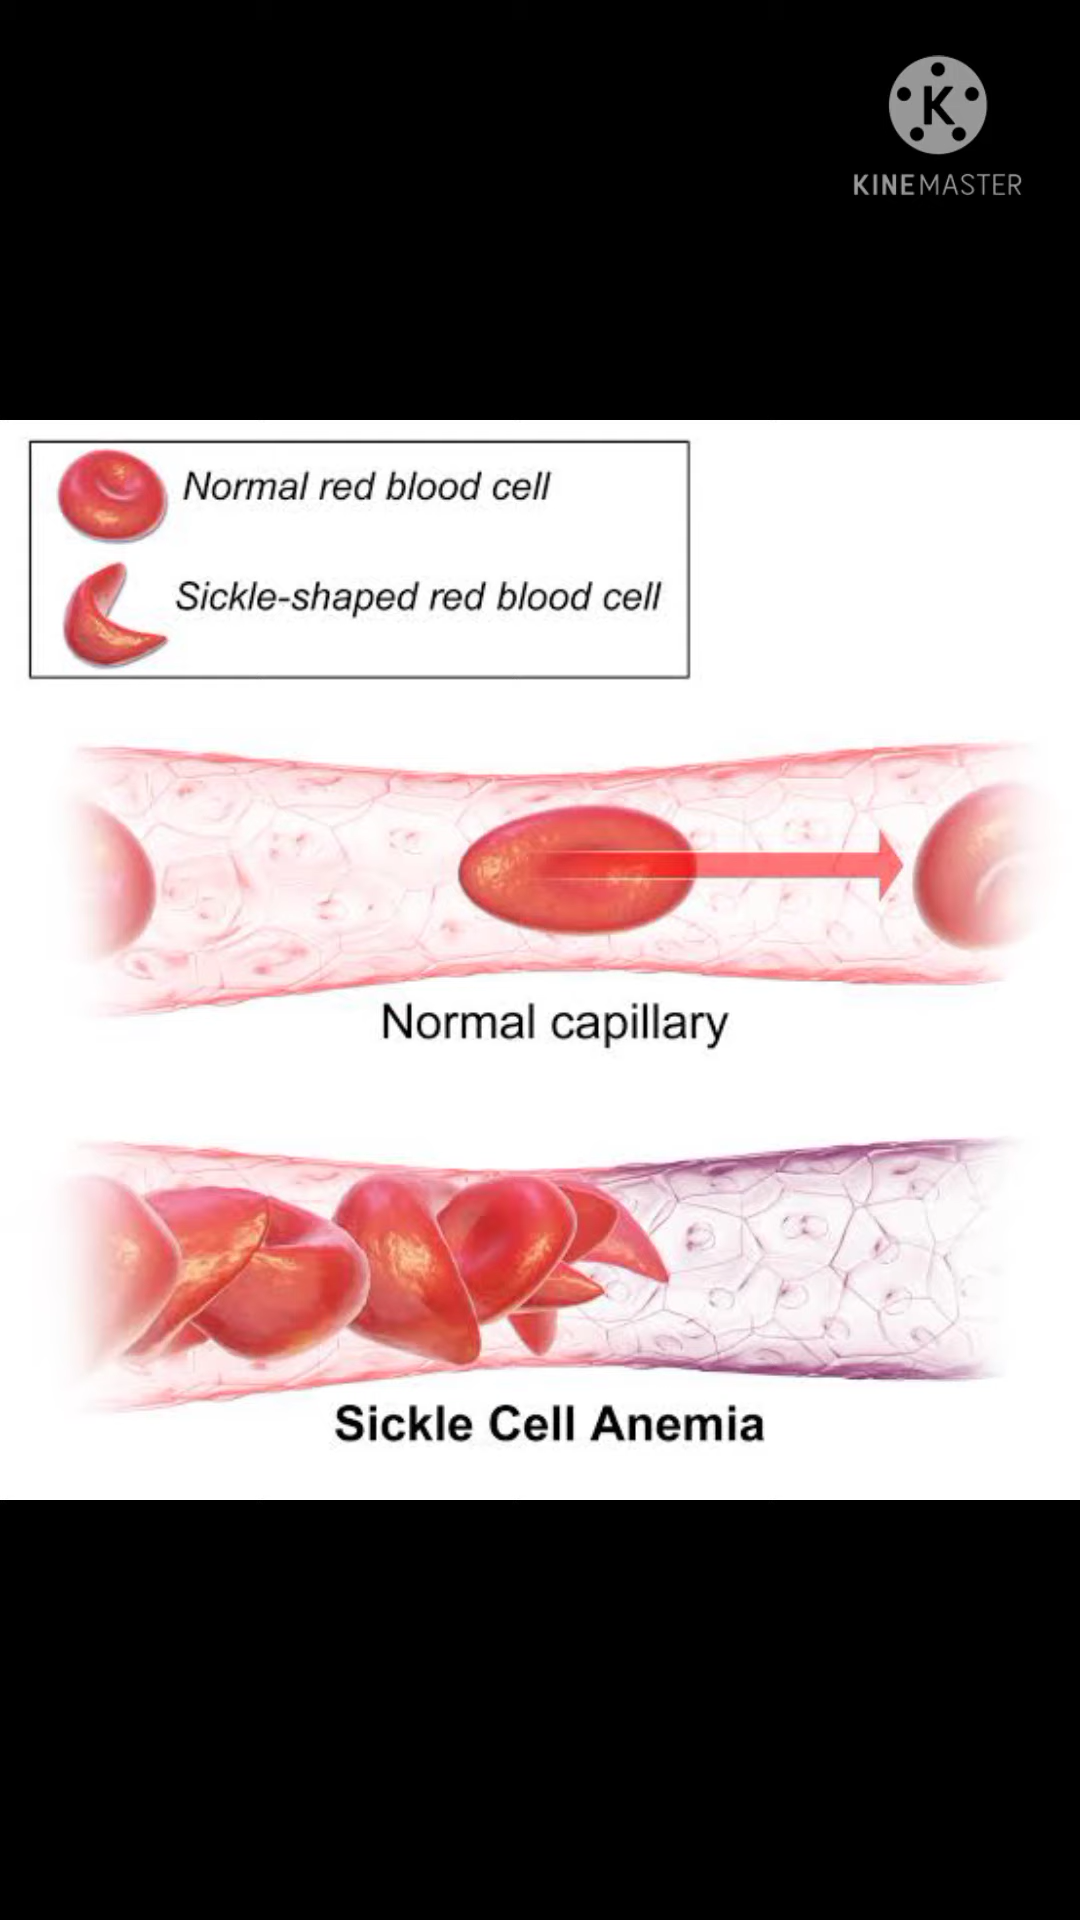 K
KINEMASTER
Normal red blood cell
Sickle-shaped red blood cell
Normal capillary
Sickle Cell Anemia